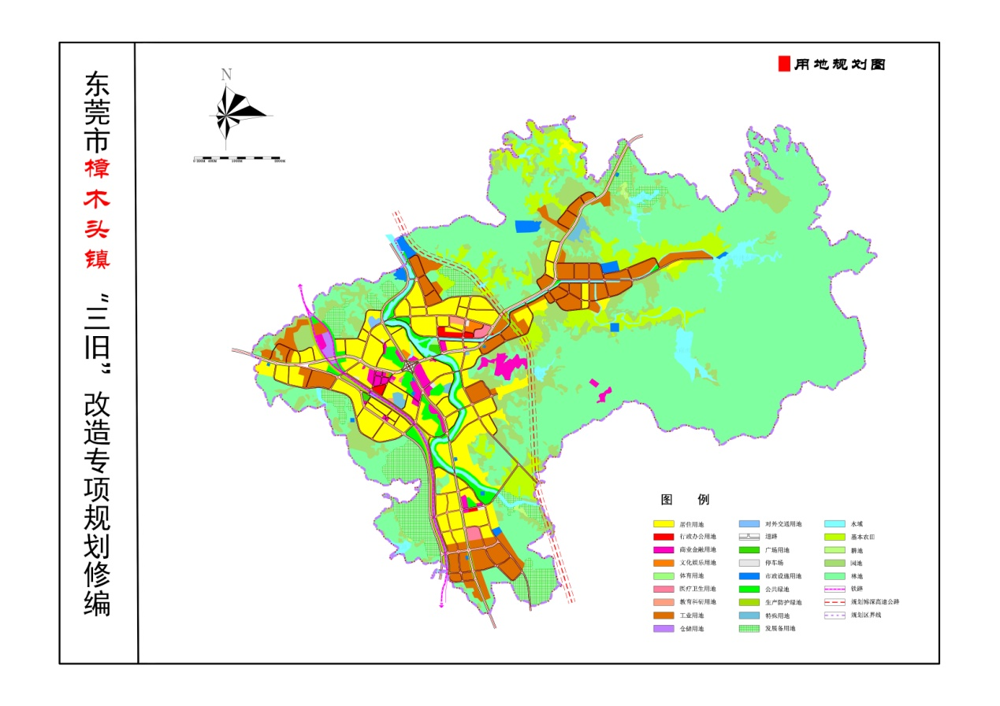 东莞市樟木头镇“三旧”改造专项规划修编
用地规划图
N
图 例
居住用地
行政办公用地
商业金融用地
文化娱乐用地
体育用地
医疗卫生用地
教育科研用地
工业用地
仓储用地
对外交通用地
道路
广场用地
停车场
市政设施用地
公共绿地
生产防护绿地
特殊用地
发展备用地
水域
基本农田
耕地
园地
林地
铁路
规划博深高速公路
规划区界线